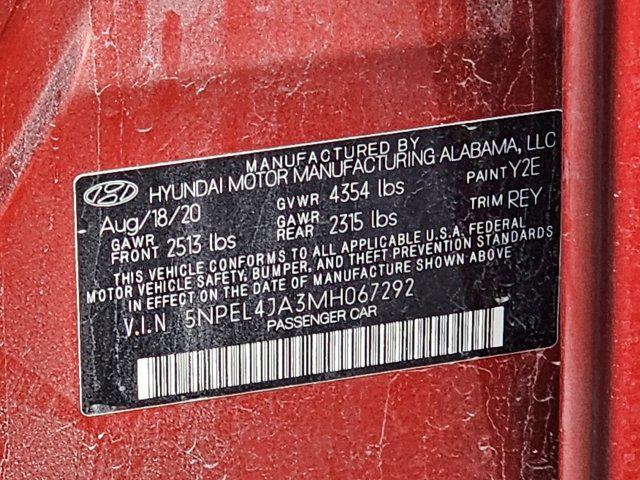 MANUFACTURED BY
HYUNDAI MOTOR MANUFACTURING ALABAMA, LLC
Aug/18/20 GVWR 4354 lbs PAINT Y2E
GAWR FRONT 2513 lbs GAWR REAR 2315 lbs TRIM REY
THIS VEHICLE CONFORMS TO ALL APPLICABLE U.S.A. FEDERAL
MOTOR VEHICLE SAFETY, BUMPER, AND THEFT PREVENTION STANDARDS
IN EFFECT ON THE DATE OF MANUFACTURE SHOWN ABOVE
V.I.N. 5NPEL4JA3MH067292
PASSENGER CAR